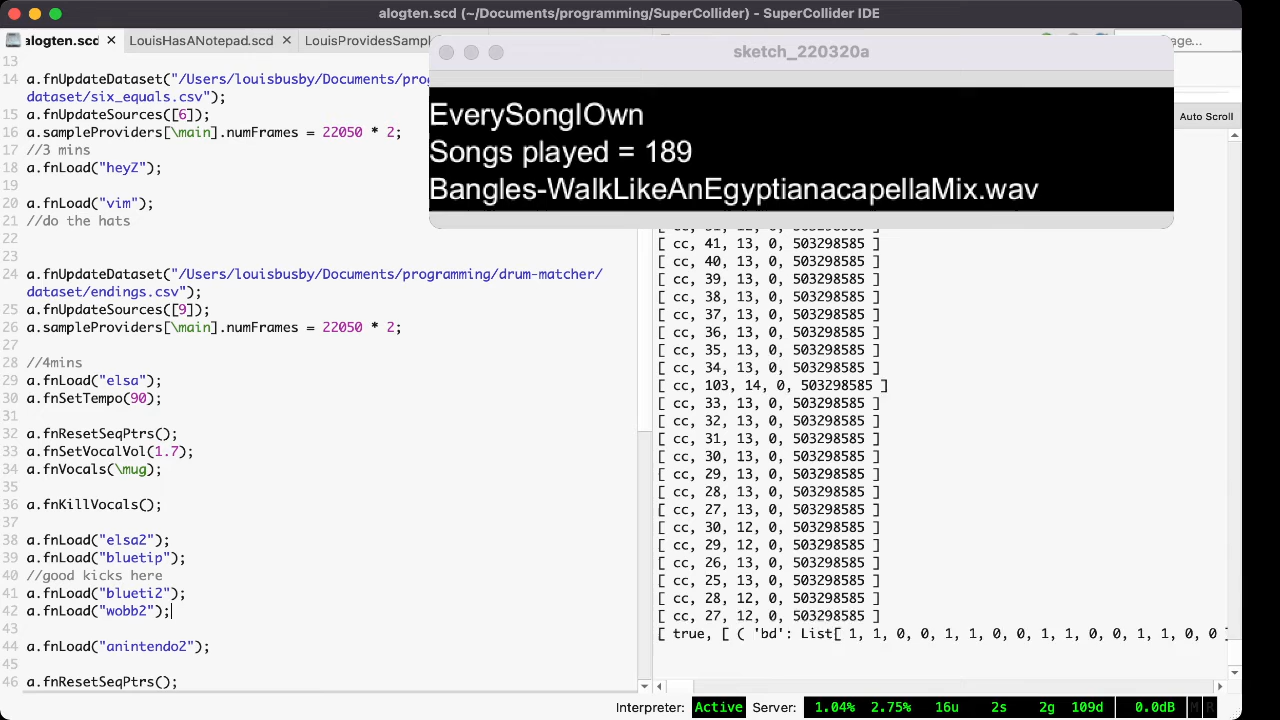 alogten.scd (~/Documents/programming/SuperCollider) - SuperCollider IDE
alogten.scd × LouisHasANotepad.scd × LouisProvidesSampl
age...
sketch_220320a
EverySongIOwn
Songs played = 189
Bangles-WalkLikeAnEgyptianacapellaMix.wav
Auto Scroll
13
14 a.fnUpdateDataset("/Users/louisbusby/Documents/prog
dataset/six_equals.csv");
15 a.fnUpdateSources([6]);
16 a.sampleProviders[\main].numFrames = 22050 * 2;
17 //3 mins
18 a.fnLoad("heyZ");
19
20 a.fnLoad("vim");
21 //do the hats
22
23
24 a.fnUpdateDataset("/Users/louisbusby/Documents/programming/drum-matcher/
dataset/endings.csv");
25 a.fnUpdateSources([9]);
26 a.sampleProviders[\main].numFrames = 22050 * 2;
27
28 //4mins
29 a.fnLoad("elsa");
30 a.fnSetTempo(90);
31
32 a.fnResetSeqPtrs();
33 a.fnSetVocalVol(1.7);
34 a.fnVocals(\mug);
35
36 a.fnKillVocals();
37
38 a.fnLoad("elsa2");
39 a.fnLoad("bluetip");
40 //good kicks here
41 a.fnLoad("blueti2");
42 a.fnLoad("wobb2");
43
44 a.fnLoad("anintendo2");
45
46 a.fnResetSeqPtrs();
[ cc, 41, 13, 0, 503298585 ]
[ cc, 40, 13, 0, 503298585 ]
[ cc, 39, 13, 0, 503298585 ]
[ cc, 38, 13, 0, 503298585 ]
[ cc, 37, 13, 0, 503298585 ]
[ cc, 36, 13, 0, 503298585 ]
[ cc, 35, 13, 0, 503298585 ]
[ cc, 34, 13, 0, 503298585 ]
[ cc, 103, 14, 0, 503298585 ]
[ cc, 33, 13, 0, 503298585 ]
[ cc, 32, 13, 0, 503298585 ]
[ cc, 31, 13, 0, 503298585 ]
[ cc, 30, 13, 0, 503298585 ]
[ cc, 29, 13, 0, 503298585 ]
[ cc, 28, 13, 0, 503298585 ]
[ cc, 27, 13, 0, 503298585 ]
[ cc, 30, 12, 0, 503298585 ]
[ cc, 29, 12, 0, 503298585 ]
[ cc, 26, 13, 0, 503298585 ]
[ cc, 25, 13, 0, 503298585 ]
[ cc, 28, 12, 0, 503298585 ]
[ cc, 27, 12, 0, 503298585 ]
[ true, [ ( 'bd': List[ 1, 1, 0, 0, 1, 1, 0, 0, 1, 1, 0, 0, 1, 1, 0, 0 ]
Interpreter: Active Server: 1.04% 2.75% 16u 2s 2g 109d 0.0dB M R